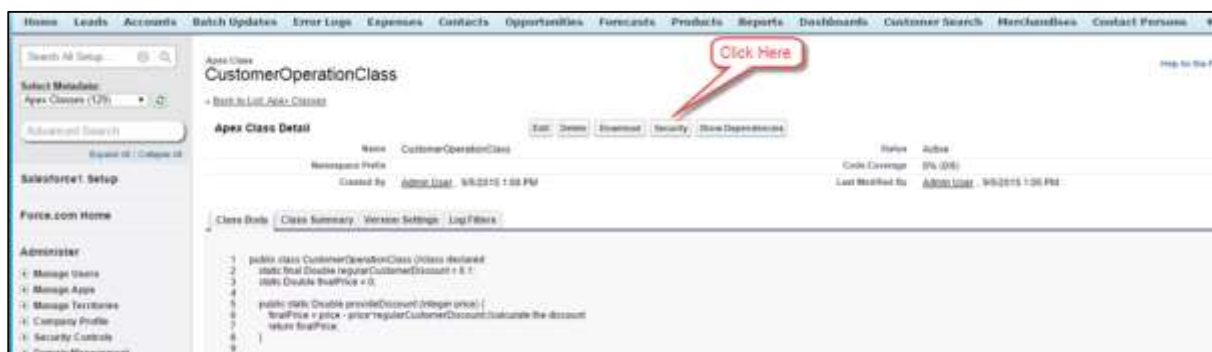 Home Leads Accounts Batch Updates Error Logs Expenses Contacts Opportunities Forecasts Products Reports Dashboards Customer Search Merchandises Contact Persons
Search All Setup...
Select Metadata:
Apex Classes (129)
Advanced Search
Expand All | Collapse All
Salesforce1 Setup
Force.com Home
Administer
Manage Users
Manage Apps
Manage Territories
Company Profile
Security Controls
Domain Management
Click Here
Apex Class
CustomerOperationClass
« Back to List: Apex Classes
Apex Class Detail
Edit Delete Download Security Show Dependencies
Name CustomerOperationClass Status Active
Namespace Prefix Code Coverage 0% (0/6)
Created By Admin User, 9/5/2015 1:06 PM Last Modified By Admin User, 9/5/2015 1:06 PM
Class Body Class Summary Version Settings Log Filters
1 public class CustomerOperationClass {//class declared
2 static final Double regularCustomerDiscount = 0.1;
3 static Double finalPrice = 0;
4
5 public static Double provideDiscount (Integer price) {
6 finalPrice = price - price*regularCustomerDiscount;//calculate the discount
7 return finalPrice;
8 }
9